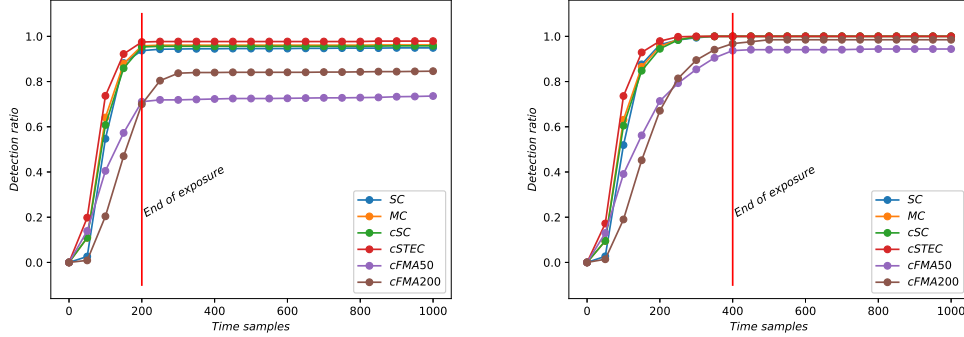 1.0
0.8
0.6
0.4
0.2
0.0
Detection ratio
End of exposure
SC
MC
cSC
cSTEC
cFMA50
cFMA200
0 200 400 600 800 1000
Time samples
1.0
0.8
0.6
0.4
0.2
0.0
Detection ratio
End of exposure
SC
MC
cSC
cSTEC
cFMA50
cFMA200
0 200 400 600 800 1000
Time samples